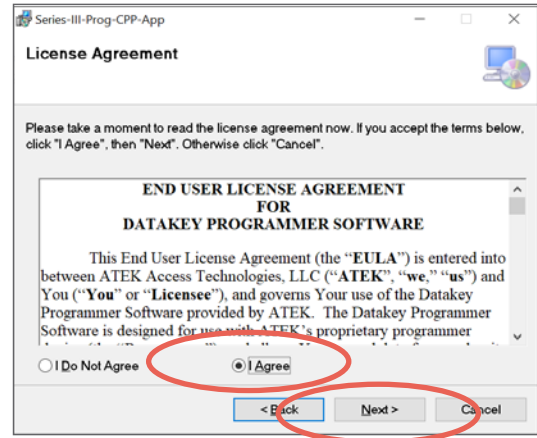 Series-III-Prog-CPP-App
License Agreement
Please take a moment to read the license agreement now. If you accept the terms below,
click "I Agree", then "Next". Otherwise click "Cancel".
END USER LICENSE AGREEMENT
FOR
DATAKEY PROGRAMMER SOFTWARE
This End User License Agreement (the “EULA”) is entered into
between ATEK Access Technologies, LLC (“ATEK”, “we,” “us”) and
You (“You” or “Licensee”), and governs Your use of the Datakey
Programmer Software provided by ATEK. The Datakey Programmer
Software is designed for use with ATEK’s proprietary programmer
I Do Not Agree
I Agree
< Back
Next >
Cancel